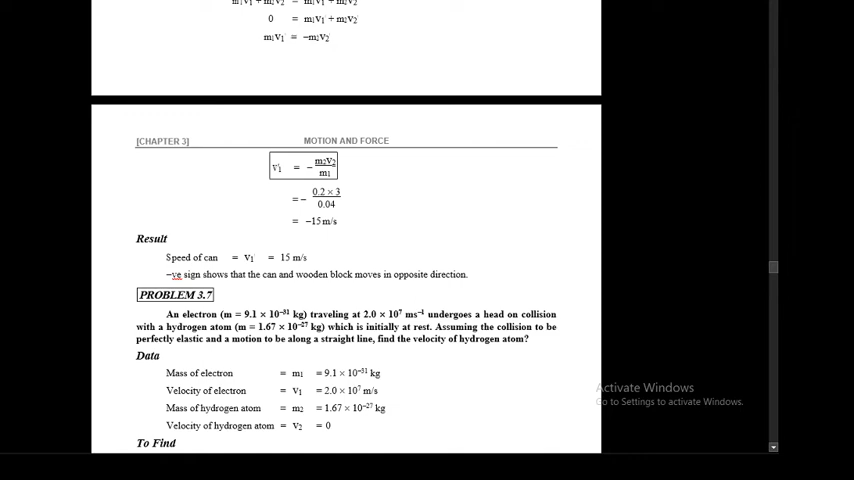 m₁v₁ + m₂v₂ = m₁v₁′ + m₂v₂′
0 = m₁v₁′ + m₂v₂′
m₁v₁′ = −m₂v₂′
[CHAPTER 3] MOTION AND FORCE
v′₁ = − m₂v₂ / m₁
= − 0.2 × 3 / 0.04
= −15 m/s
Result
Speed of can = v₁′ = 15 m/s
−ve sign shows that the can and wooden block moves in opposite direction.
PROBLEM 3.7
An electron (m = 9.1 × 10⁻³¹ kg) traveling at 2.0 × 10⁷ ms⁻¹ undergoes a head on collision
with a hydrogen atom (m = 1.67 × 10⁻²⁷ kg) which is initially at rest. Assuming the collision to be
perfectly elastic and a motion to be along a straight line, find the velocity of hydrogen atom?
Data
Mass of electron = m₁ = 9.1 × 10⁻³¹ kg
Velocity of electron = v₁ = 2.0 × 10⁷ m/s
Mass of hydrogen atom = m₂ = 1.67 × 10⁻²⁷ kg
Velocity of hydrogen atom = v₂ = 0
To Find
Activate Windows
Go to Settings to activate Windows.